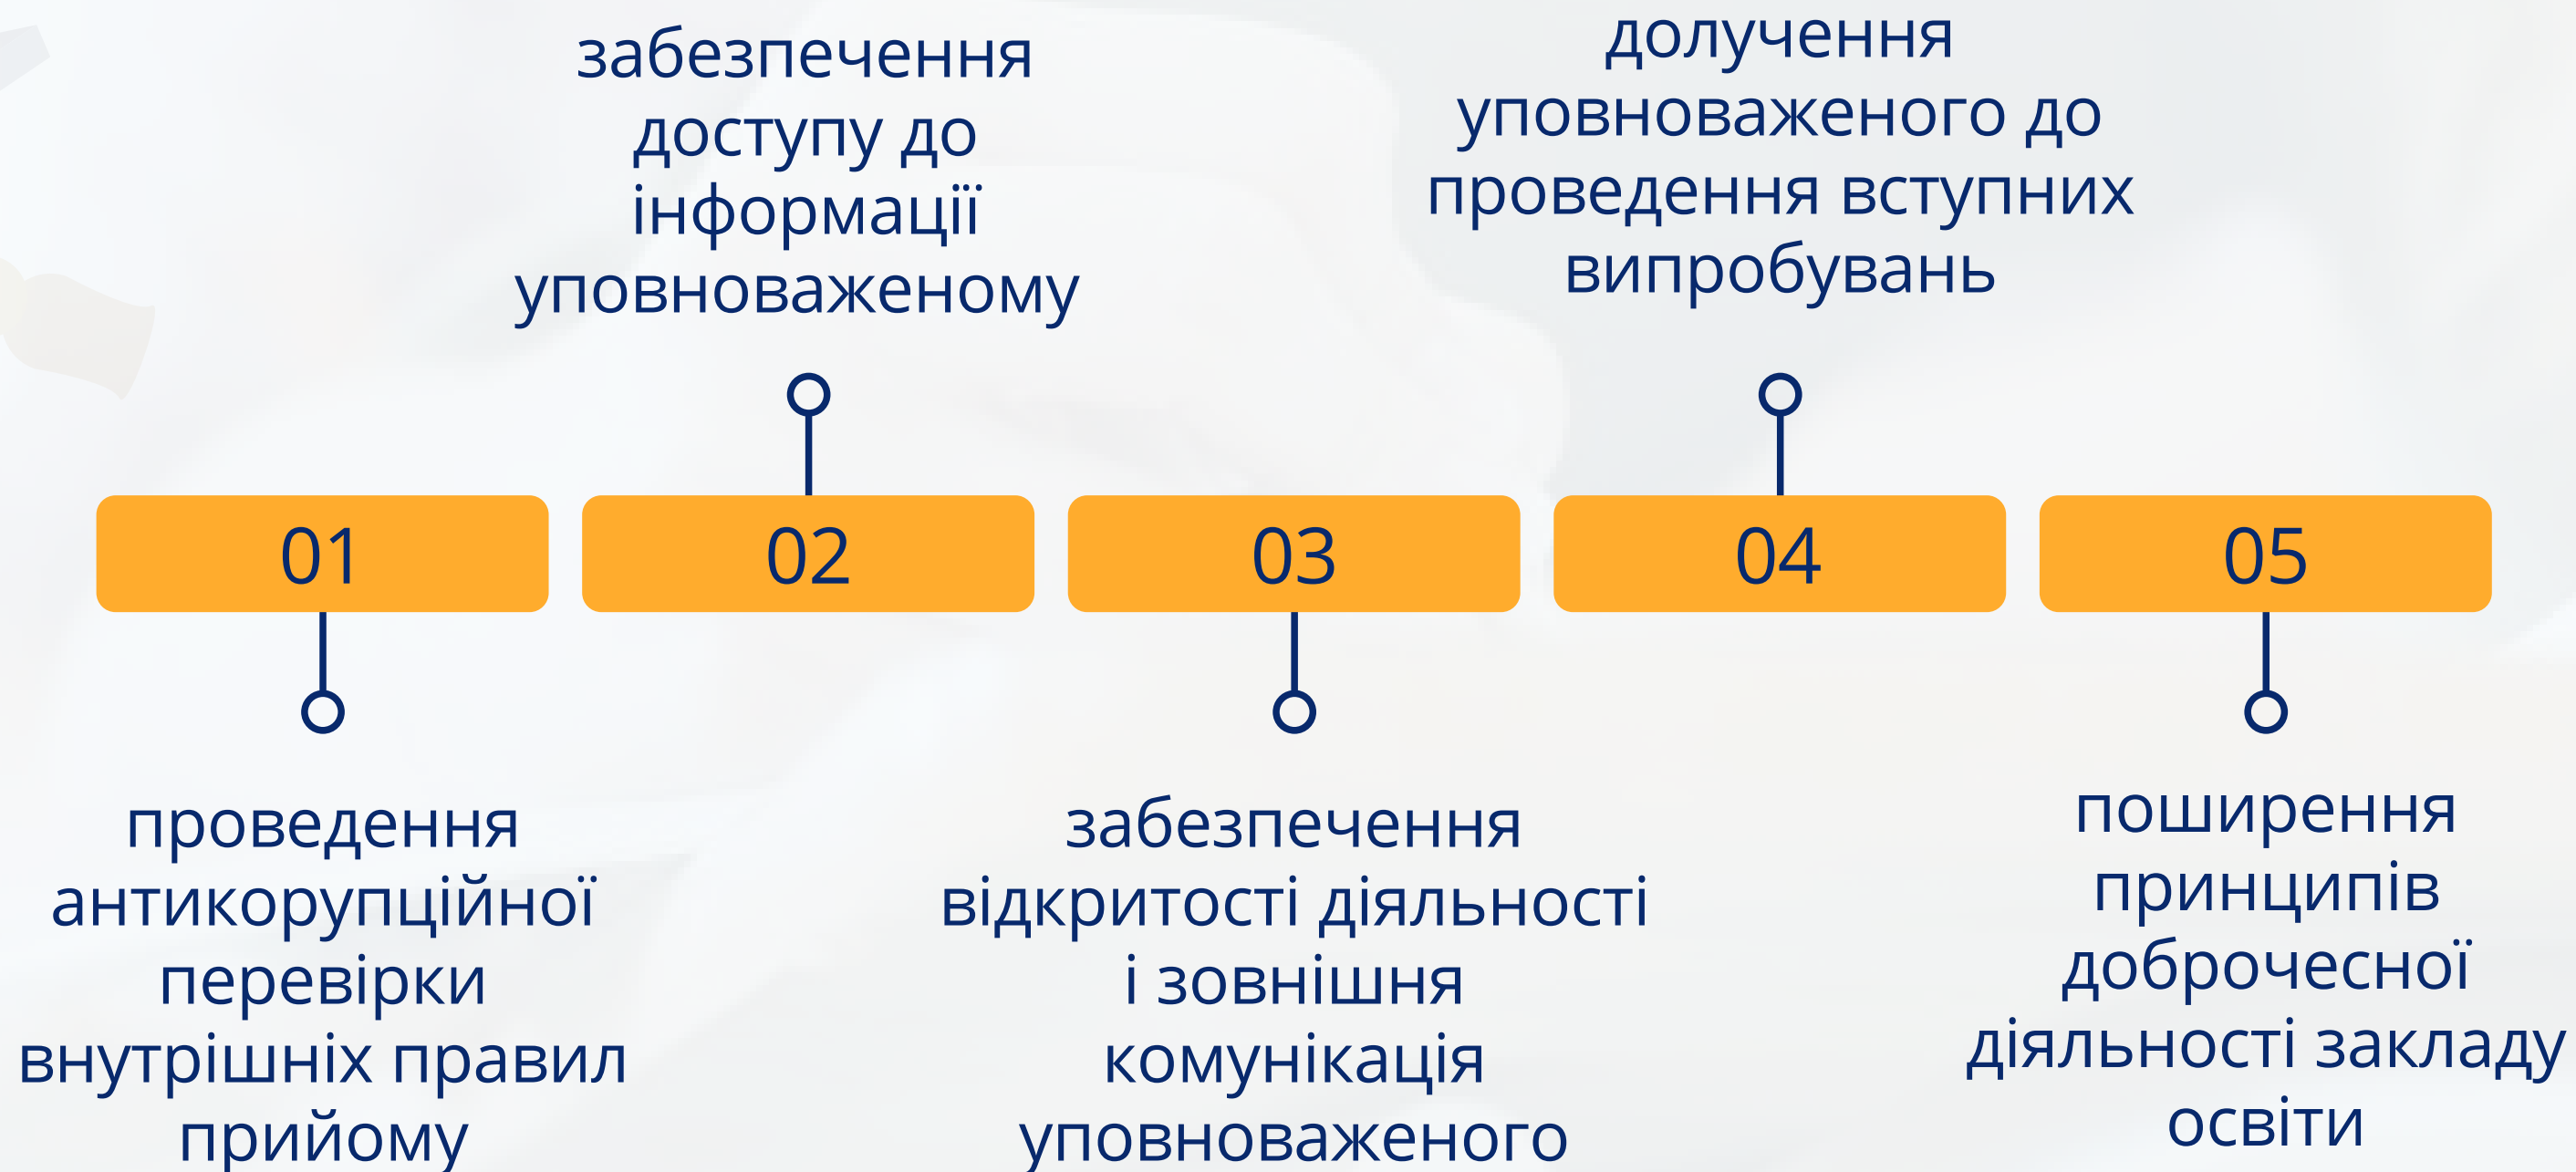 забезпечення
доступу до
інформації
уповноваженому
долучення
уповноваженого до
проведення вступних
випробувань
01
02
03
04
05
проведення
антикорупційної
перевірки
внутрішніх правил
прийому
забезпечення
відкритості діяльності
і зовнішня
комунікація
уповноваженого
поширення
принципів
доброчесної
діяльності закладу
освіти